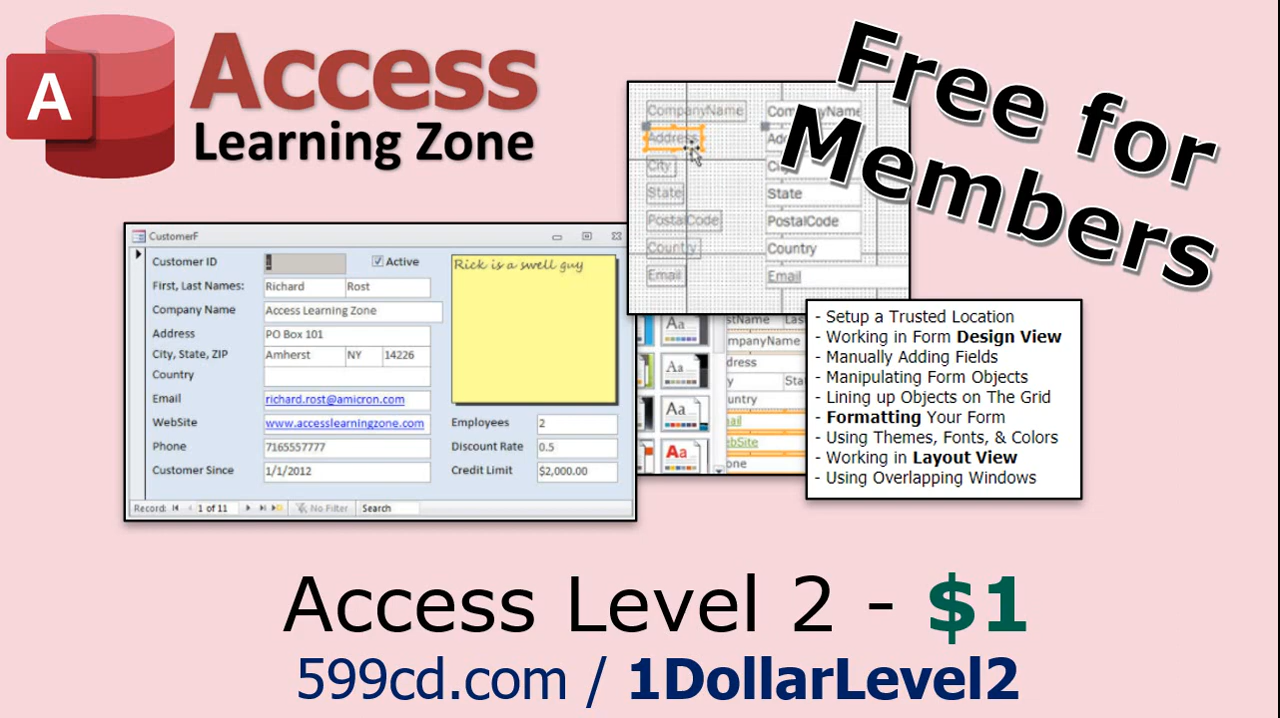 A
Access
Learning Zone
Free for
Members
CompanyName CompanyName
Address
City
State State
PostalCode PostalCode
Country Country
Email Email
CustomerF
Customer ID Active
First, Last Names: Richard Rost
Company Name Access Learning Zone
Address PO Box 101
City, State, ZIP Amherst NY 14226
Country
Email richard.rost@amicron.com
WebSite www.accesslearningzone.com
Phone 7165557777
Customer Since 1/1/2012
Rick is a swell guy
Employees 2
Discount Rate 0.5
Credit Limit $2,000.00
Record: 1 of 11 No Filter Search
Aa
Aa
Aa
Aa
- Setup a Trusted Location
- Working in Form Design View
- Manually Adding Fields
- Manipulating Form Objects
- Lining up Objects on The Grid
- Formatting Your Form
- Using Themes, Fonts, & Colors
- Working in Layout View
- Using Overlapping Windows
Access Level 2 - $1
599cd.com / 1DollarLevel2